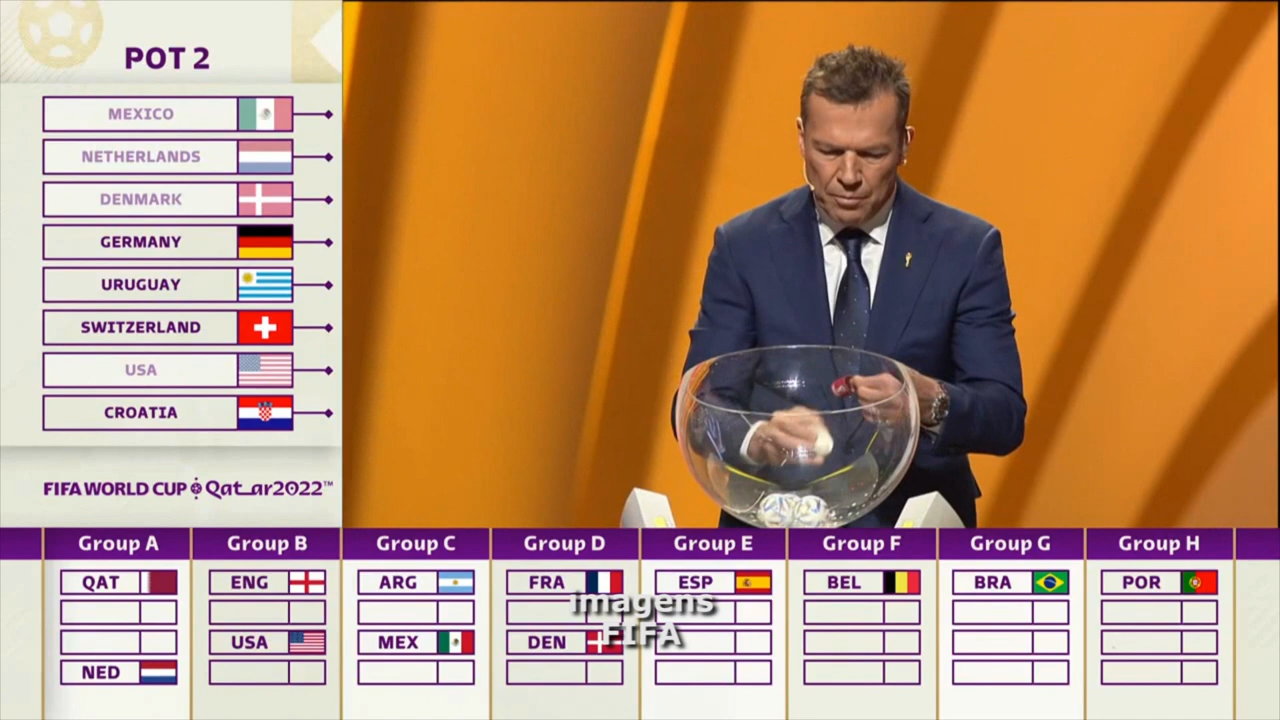 POT 2
MEXICO
NETHERLANDS
DENMARK
GERMANY
URUGUAY
SWITZERLAND
USA
CROATIA
FIFA WORLD CUP Qatar2022™
Group A Group B Group C Group D Group E Group F Group G Group H
QAT ENG ARG FRA ESP BEL BRA POR
imagens
FIFA
USA MEX DEN
NED